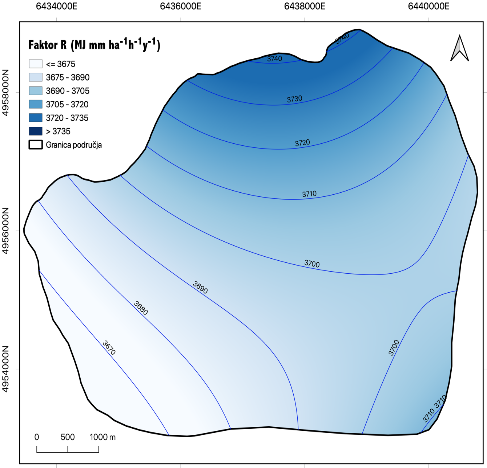 6434000E 6436000E 6438000E 6440000E
Faktor R (MJ mm ha-1h-1y-1)
<= 3675
3675 - 3690
3690 - 3705
3705 - 3720
3720 - 3735
> 3735
Granica područja
4958000N
4956000N
4954000N
3740
3730
3720
3710
3700
3690
3680
3670
3700
3710
0 500 1000 m